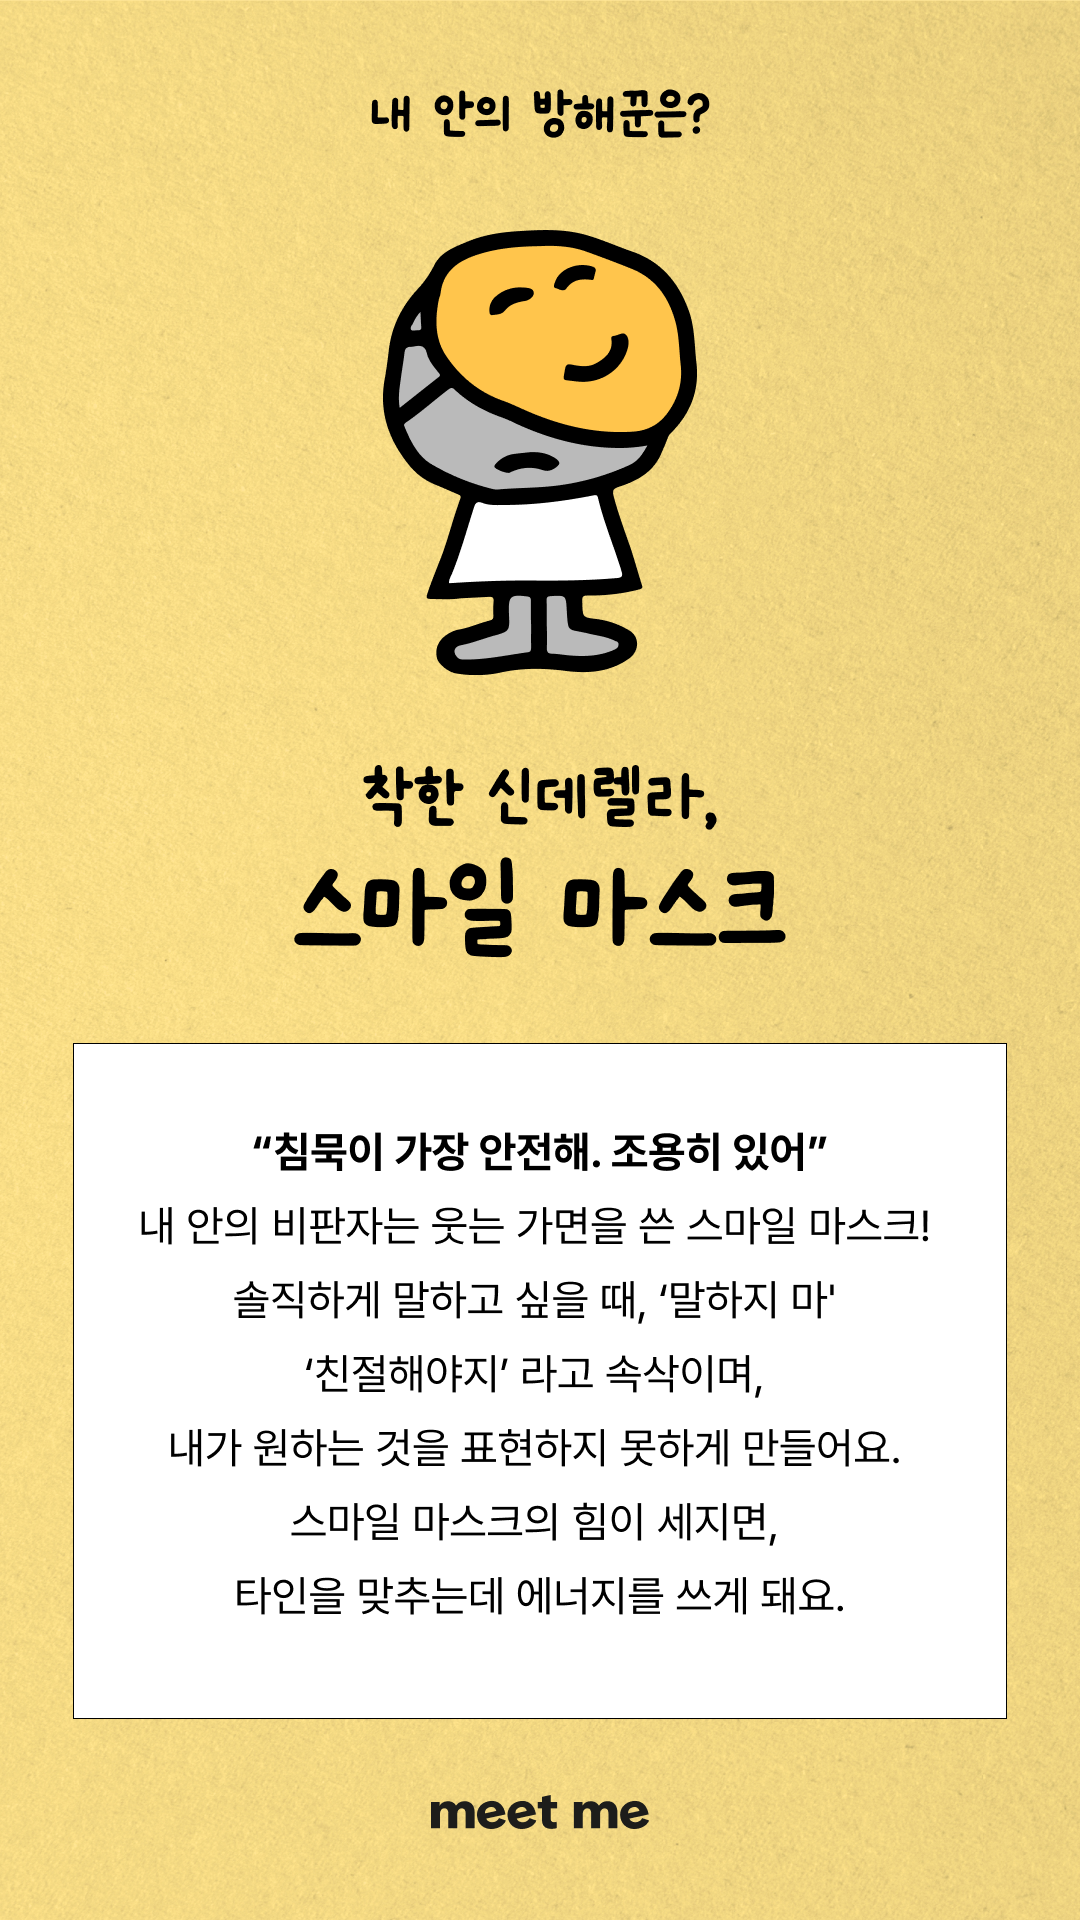 내 안의 방해꾼은?
착한 신데렐라,
스마일 마스크
“침묵이 가장 안전해. 조용히 있어”
내 안의 비판자는 웃는 가면을 쓴 스마일 마스크!
솔직하게 말하고 싶을 때, ‘말하지 마'
‘친절해야지’ 라고 속삭이며,
내가 원하는 것을 표현하지 못하게 만들어요.
스마일 마스크의 힘이 세지면,
타인을 맞추는데 에너지를 쓰게 돼요.
meet me